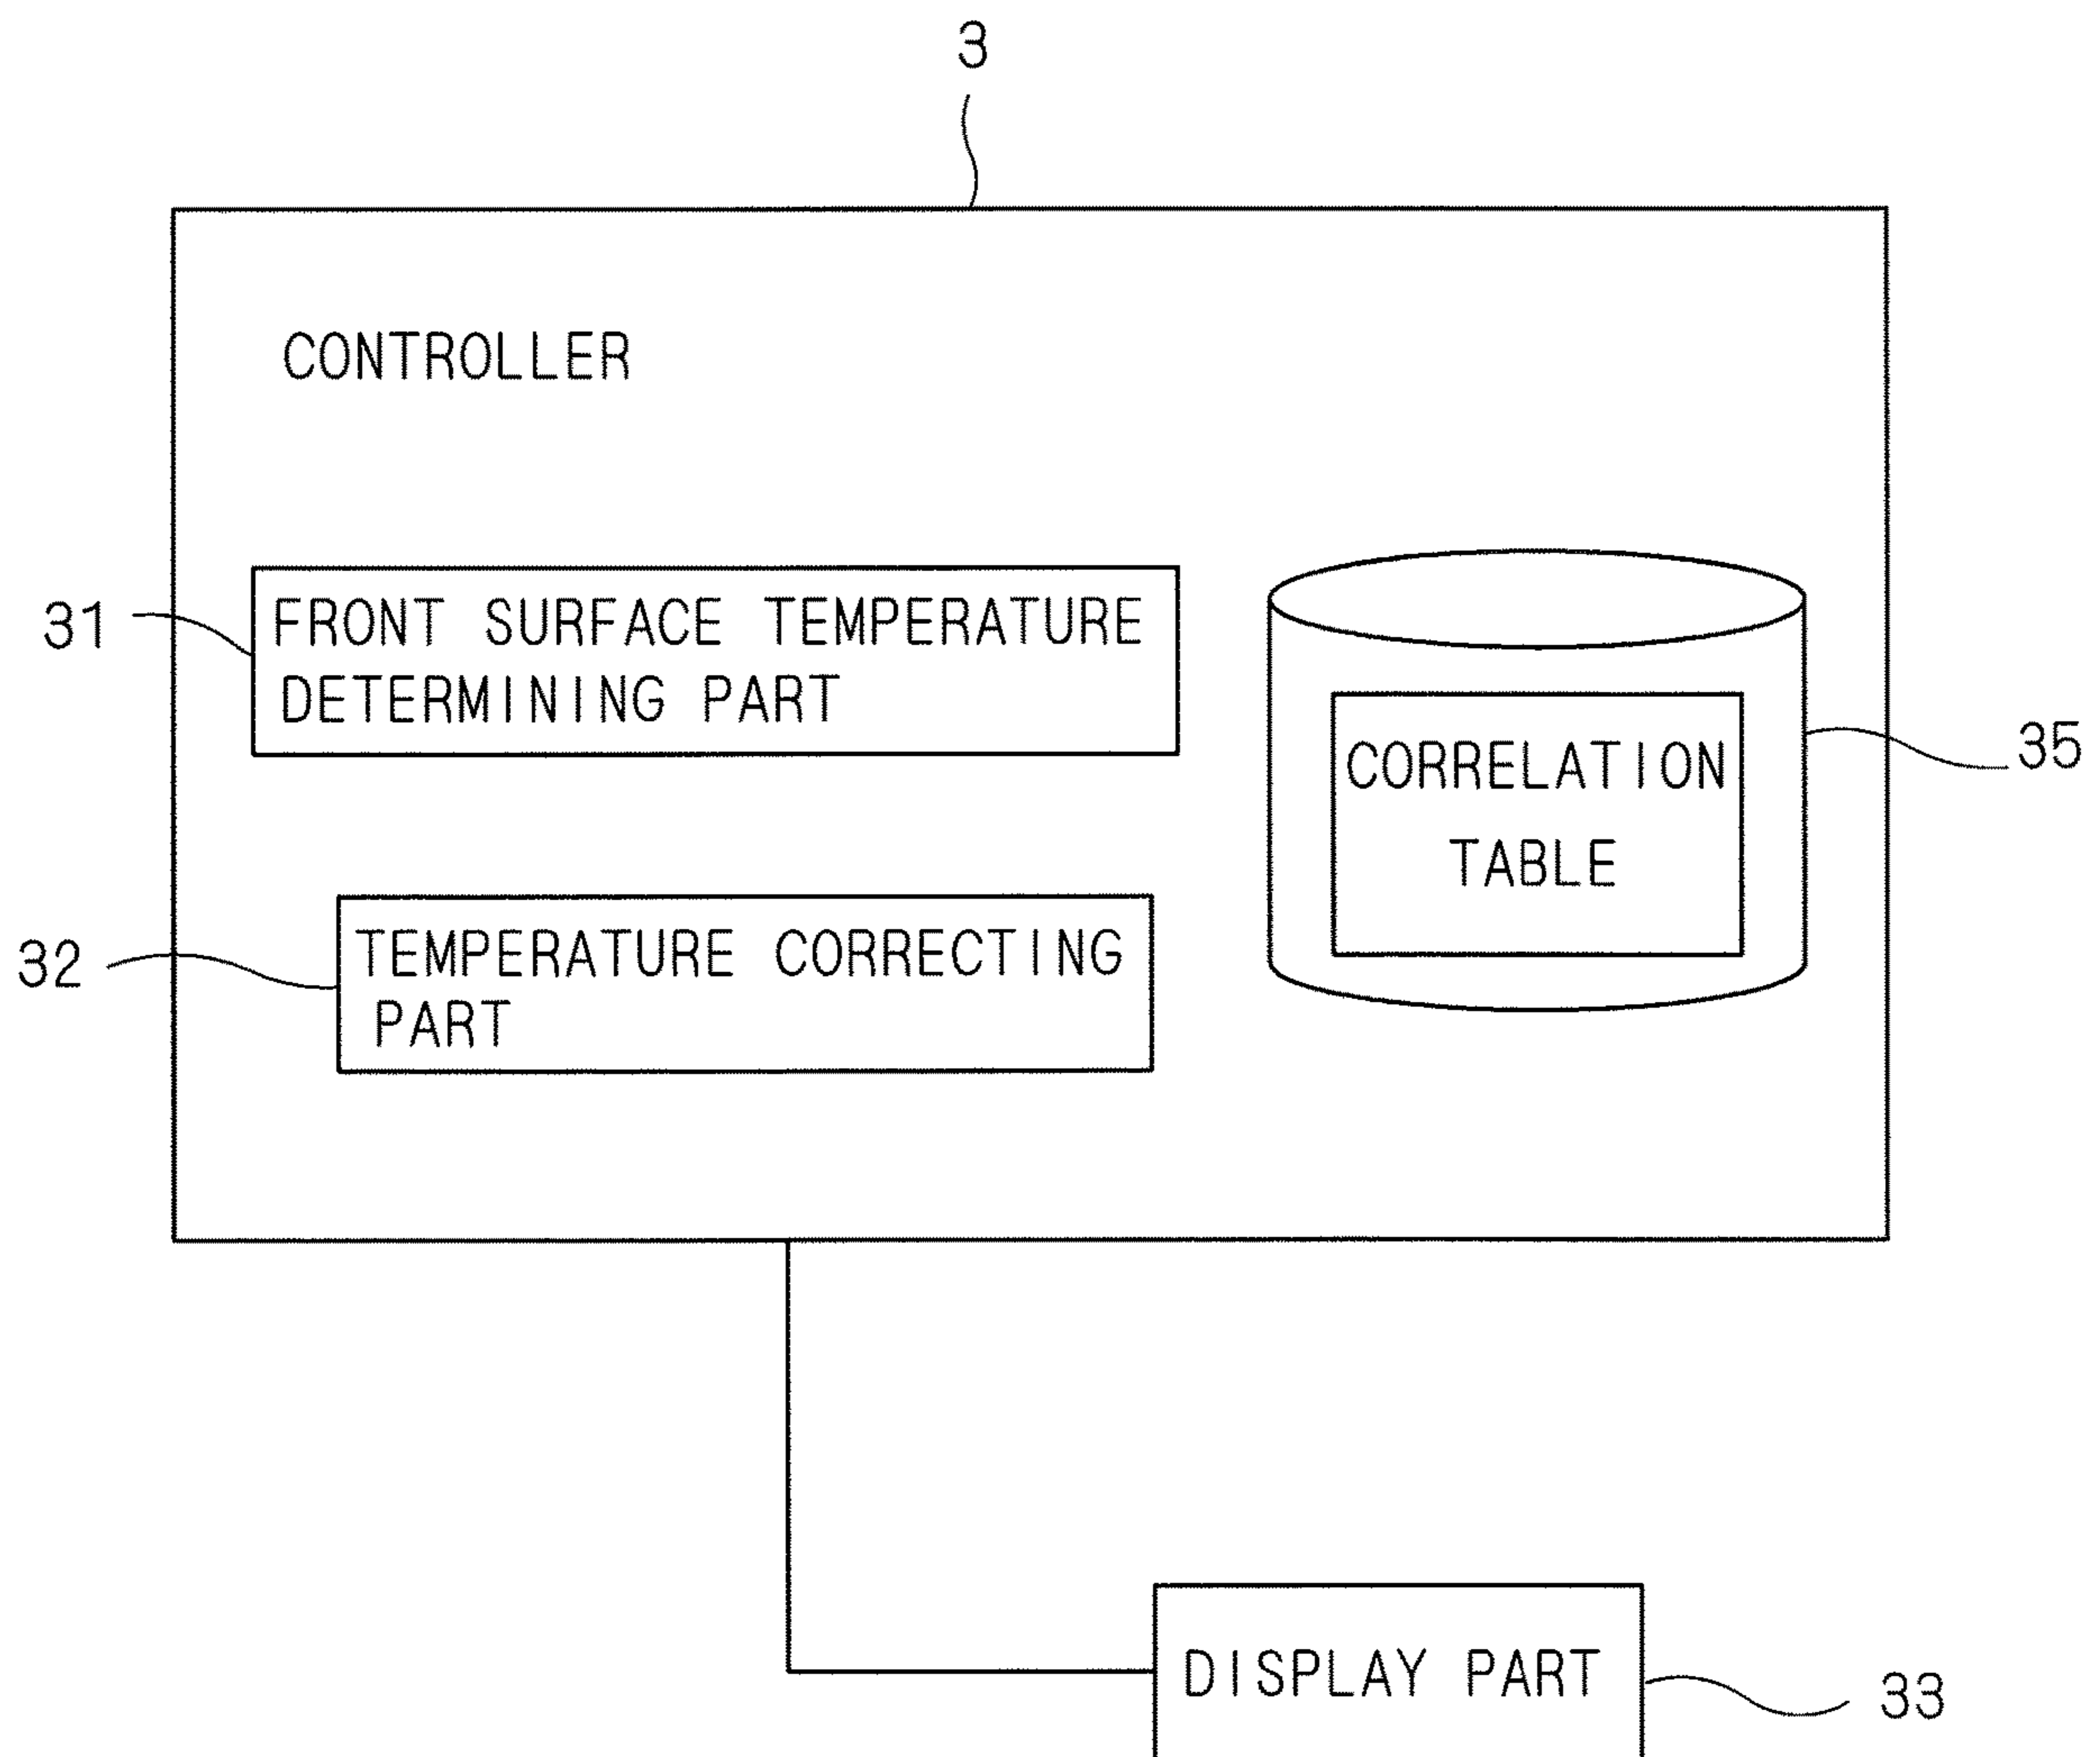 3
CONTROLLER
31
FRONT SURFACE TEMPERATURE
DETERMINING PART
CORRELATION
TABLE
35
32
TEMPERATURE CORRECTING
PART
DISPLAY PART
33